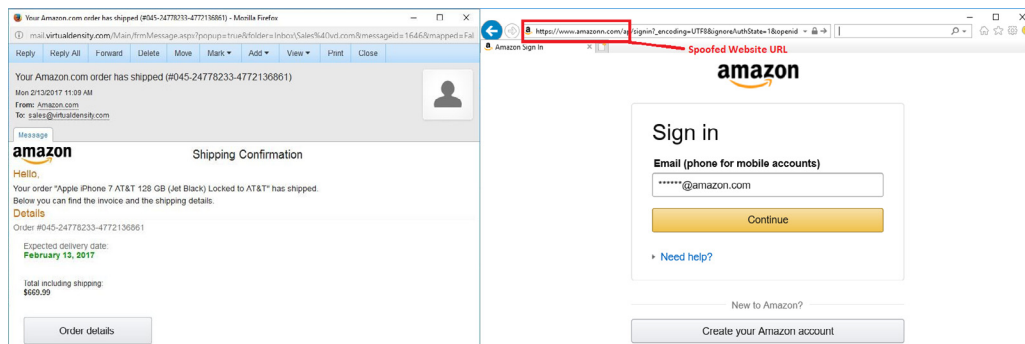 Your Amazon.com order has shipped (#045-24778233-4772136861) - Mozilla Firefox
mail.virtualdensity.com/Main/frmMessage.aspx?popup=true&folder=Inbox\Sales%40vd.com&messageid=1646&mapped=Fal
Reply Reply All Forward Delete Move Mark Add View Print Close
Your Amazon.com order has shipped (#045-24778233-4772136861)
Mon 2/13/2017 11:09 AM
From: Amazon.com
To: sales@virtualdensity.com
Message
amazon
Shipping Confirmation
Hello,
Your order "Apple iPhone 7 AT&T 128 GB (Jet Black) Locked to AT&T" has shipped.
Below you can find the invoice and the shipping details.
Details
Order #045-24778233-4772136861
Expected delivery date:
February 13, 2017
Total including shipping:
$669.99
Order details
https://www.amazonn.com/ap/signin?_encoding=UTF8&ignoreAuthState=1&openid
Amazon Sign In
Spoofed Website URL
amazon
Sign in
Email (phone for mobile accounts)
******@amazon.com
Continue
Need help?
New to Amazon?
Create your Amazon account